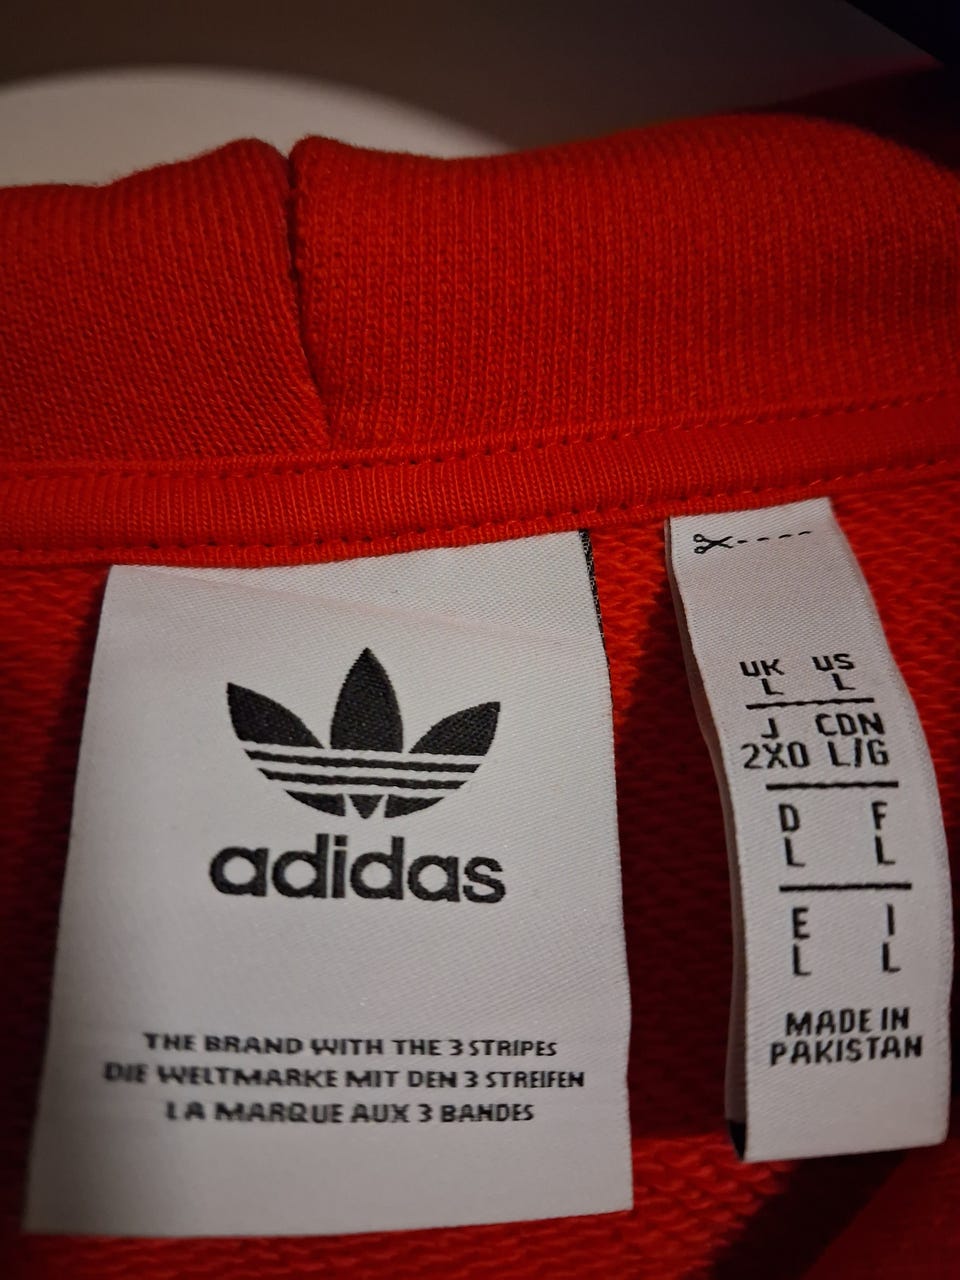 adidas
THE BRAND WITH THE 3 STRIPES
DIE WELTMARKE MIT DEN 3 STREIFEN
LA MARQUE AUX 3 BANDES
UK US
L L
J CDN
2XO L/G
D F
L L
E I
L L
MADE IN
PAKISTAN